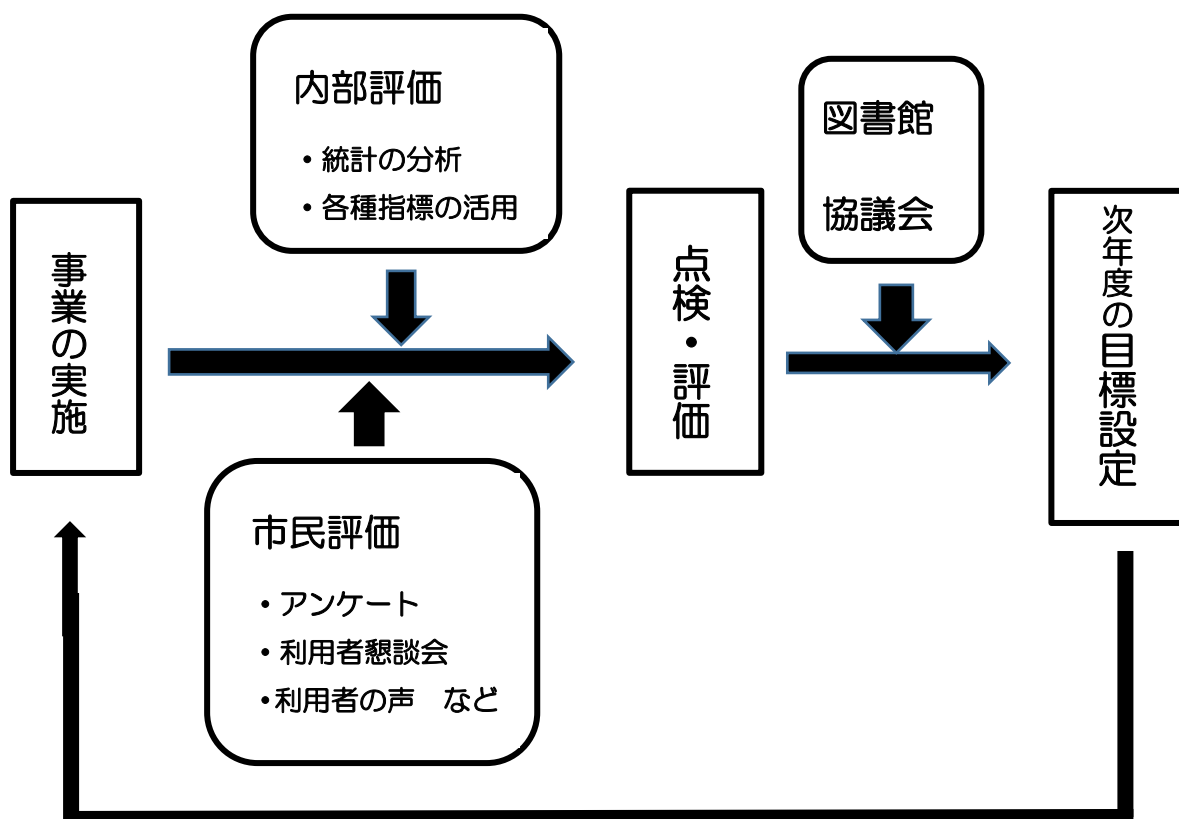 事業の実施
内部評価
・統計の分析
・各種指標の活用
市民評価
・アンケート
・利用者懇談会
・利用者の声　など
点検・評価
図書館
協議会
次年度の目標設定